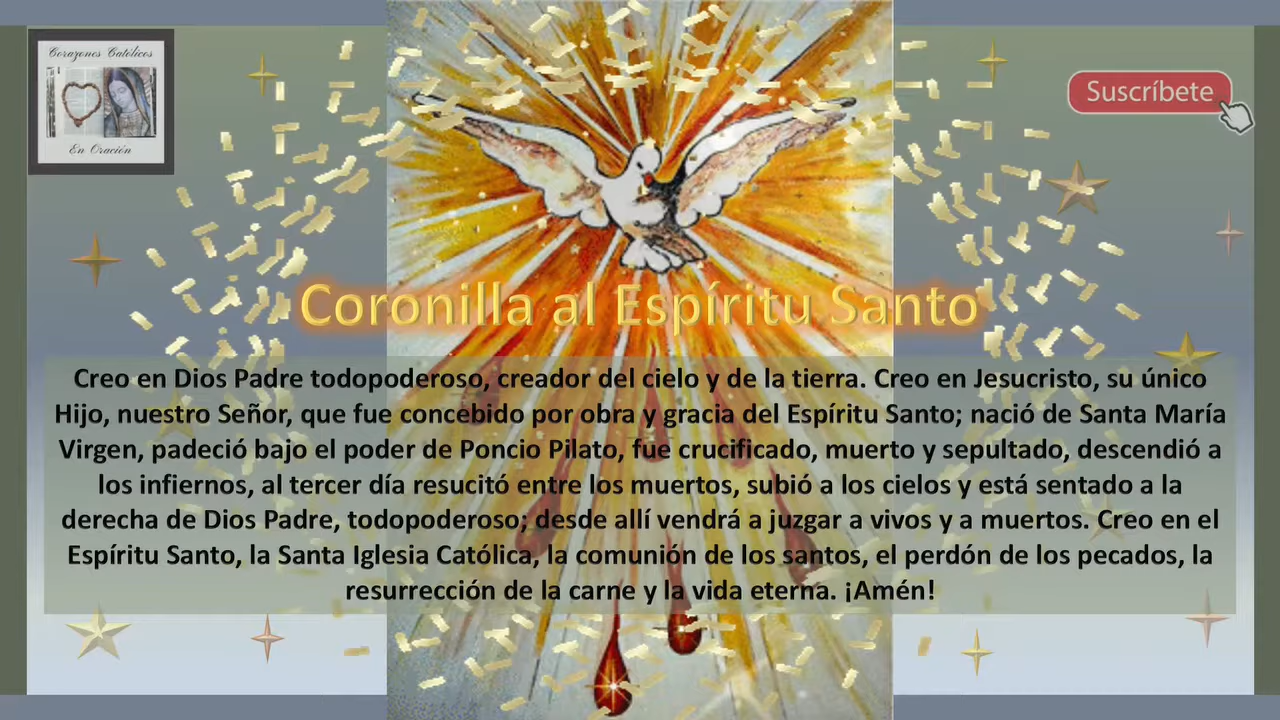 Corazones Católicos
En Oración
Suscríbete
Coronilla al Espíritu Santo
Creo en Dios Padre todopoderoso, creador del cielo y de la tierra. Creo en Jesucristo, su único
Hijo, nuestro Señor, que fue concebido por obra y gracia del Espíritu Santo; nació de Santa María
Virgen, padeció bajo el poder de Poncio Pilato, fue crucificado, muerto y sepultado, descendió a
los infiernos, al tercer día resucitó entre los muertos, subió a los cielos y está sentado a la
derecha de Dios Padre, todopoderoso; desde allí vendrá a juzgar a vivos y a muertos. Creo en el
Espíritu Santo, la Santa Iglesia Católica, la comunión de los santos, el perdón de los pecados, la
resurrección de la carne y la vida eterna. ¡Amén!